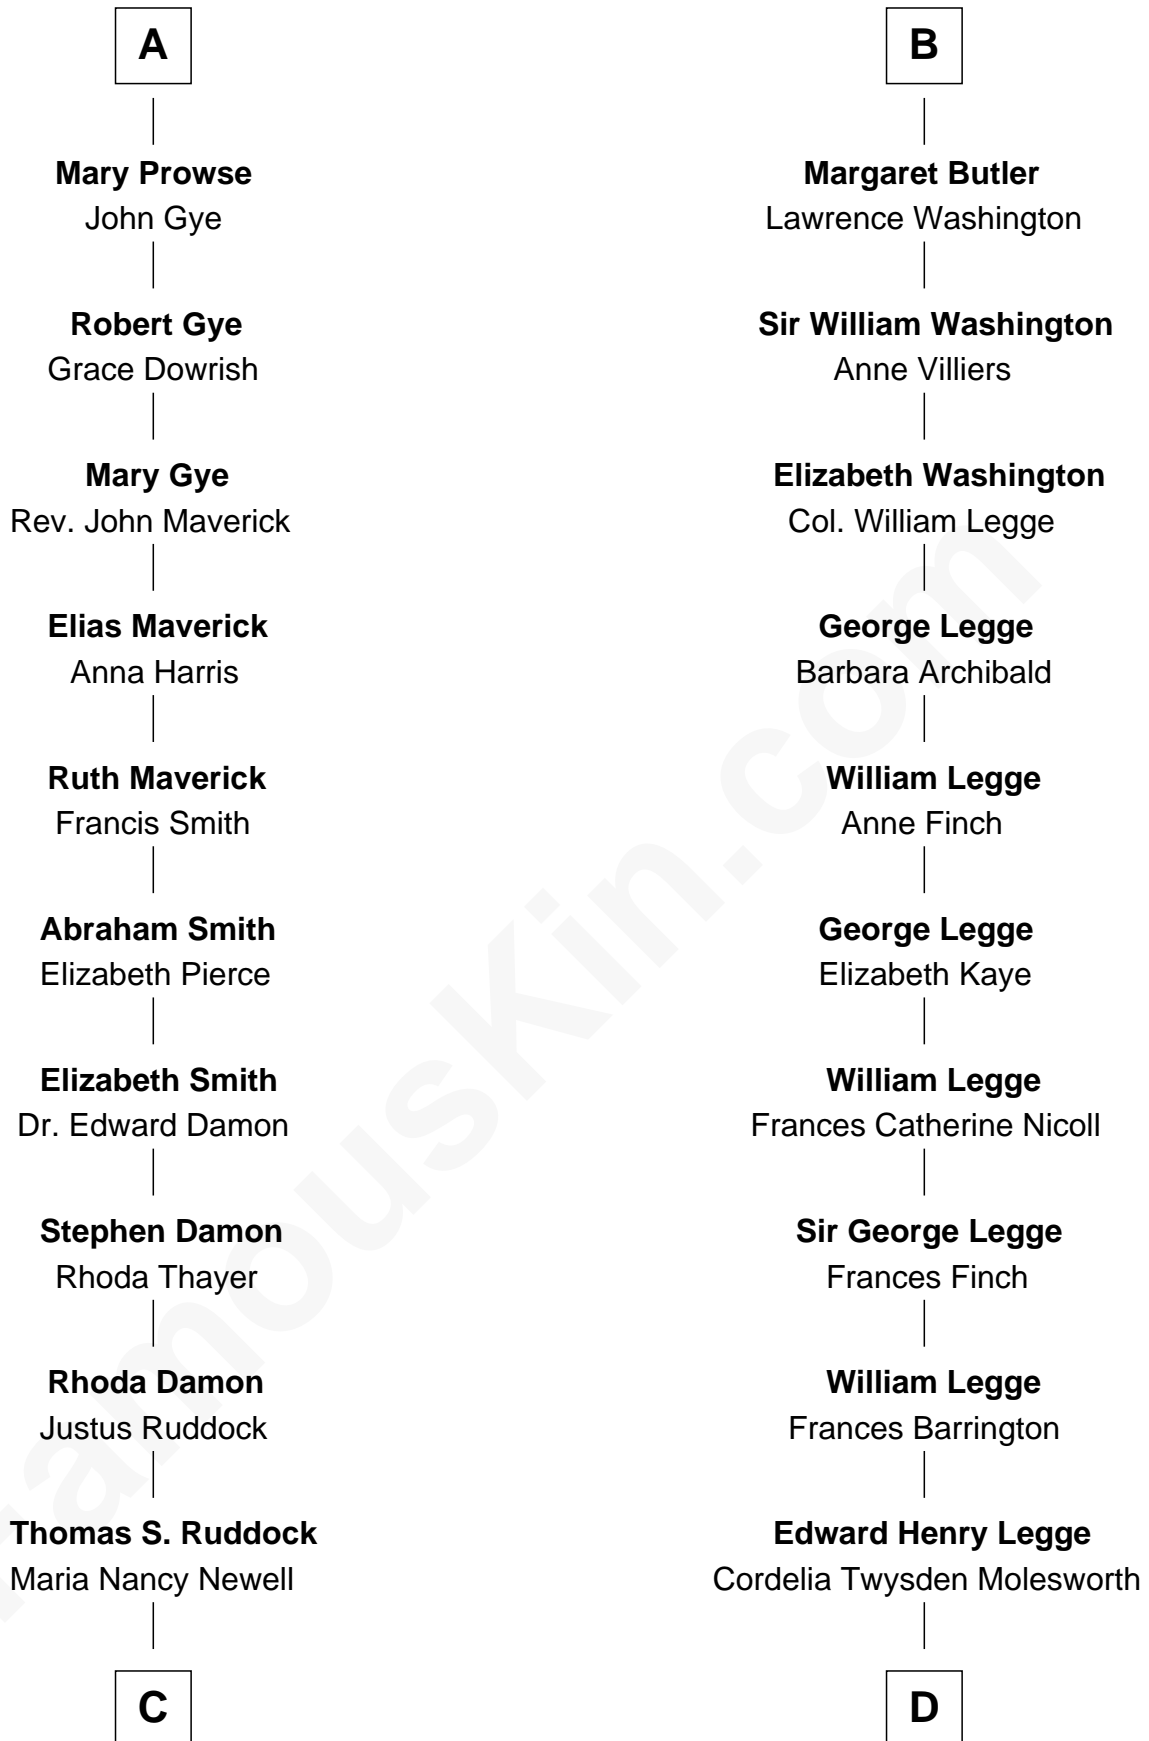 A
Mary Prowse
John Gye
Robert Gye
Grace Dowrish
Mary Gye
Rev. John Maverick
Elias Maverick
Anna Harris
Ruth Maverick
Francis Smith
Abraham Smith
Elizabeth Pierce
Elizabeth Smith
Dr. Edward Damon
Stephen Damon
Rhoda Thayer
Rhoda Damon
Justus Ruddock
Thomas S. Ruddock
Maria Nancy Newell
C
B
Margaret Butler
Lawrence Washington
Sir William Washington
Anne Villiers
Elizabeth Washington
Col. William Legge
George Legge
Barbara Archibald
William Legge
Anne Finch
George Legge
Elizabeth Kaye
William Legge
Frances Catherine Nicoll
Sir George Legge
Frances Finch
William Legge
Frances Barrington
Edward Henry Legge
Cordelia Twysden Molesworth
D
FamousKin.com